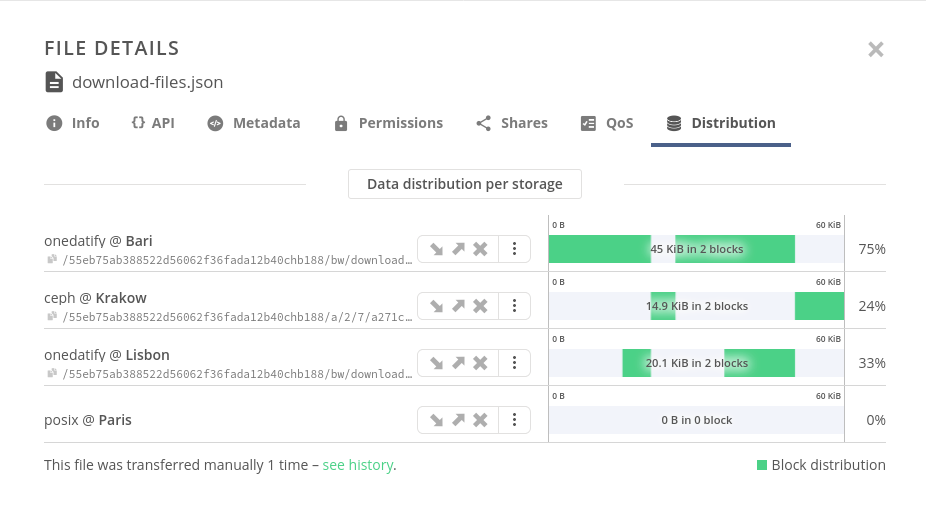 FILE DETAILS
download-files.json
Info {} API Metadata Permissions Shares QoS Distribution
Data distribution per storage
onedatify @ Bari
/55eb75ab388522d56062f36fada12b40chb188/bw/download…
0 B 60 KiB
45 KiB in 2 blocks
75%
ceph @ Krakow
/55eb75ab388522d56062f36fada12b40chb188/a/2/7/a271c…
0 B 60 KiB
14.9 KiB in 2 blocks
24%
onedatify @ Lisbon
/55eb75ab388522d56062f36fada12b40chb188/bw/download…
0 B 60 KiB
20.1 KiB in 2 blocks
33%
posix @ Paris
0 B 60 KiB
0 B in 0 block
0%
This file was transferred manually 1 time – see history.
Block distribution